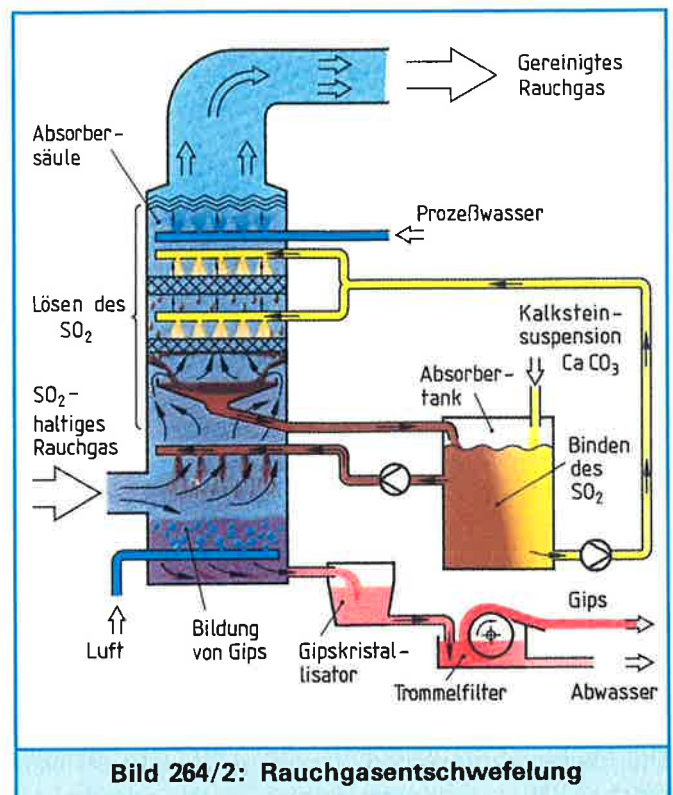 Gereinigtes
Rauchgas
Absorber-
säule
Prozeßwasser
Lösen des
SO₂
Kalkstein-
suspension
Ca CO₃
Absorber-
tank
SO₂-
haltiges
Rauchgas
Binden
des
SO₂
Luft
Bildung
von Gips
Gipskristal-
lisator
Trommelfilter
Gips
Abwasser
Bild 264/2: Rauchgasentschwefelung